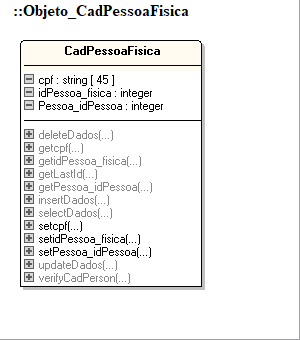 ::Objeto_CadPessoaFisica
CadPessoaFisica
cpf : string [ 45 ]
idPessoa_fisica : integer
Pessoa_idPessoa : integer
deleteDados(...)
getcpf(...)
getidPessoa_fisica(...)
getLastId(...)
getPessoa_idPessoa(...)
insertDados(...)
selectDados(...)
setcpf(...)
setidPessoa_fisica(...)
setPessoa_idPessoa(...)
updateDados(...)
verifyCadPerson(...)